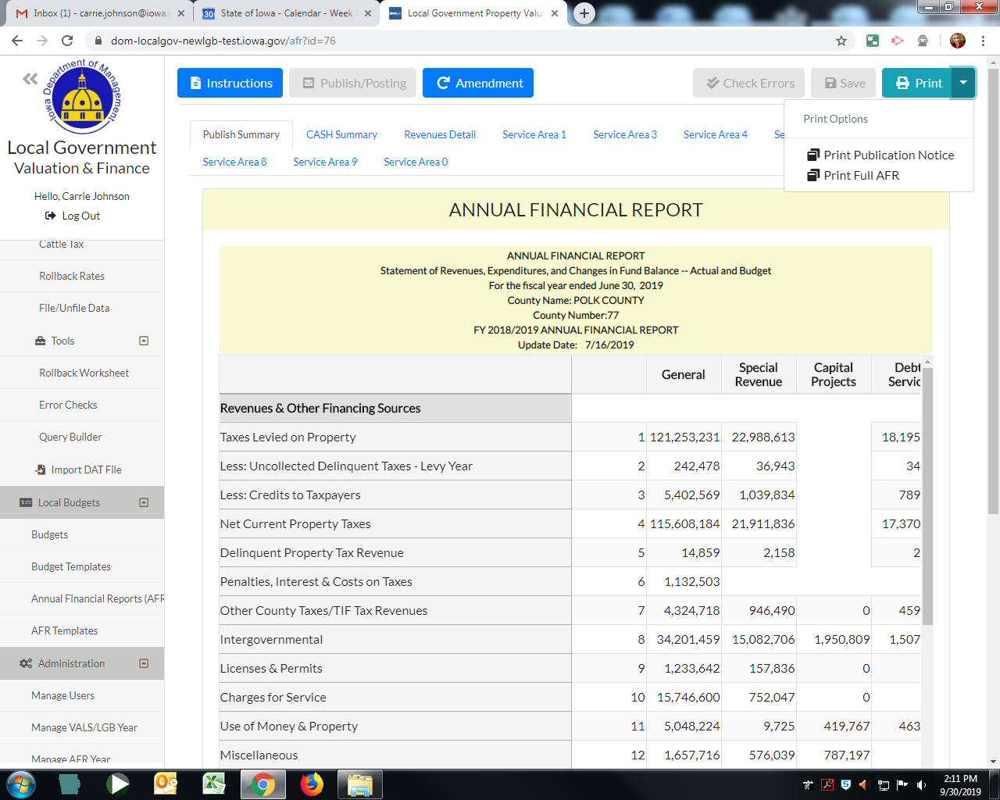 Inbox (1) - carrie.johnson@iowa.g
State of Iowa - Calendar - Week o
Local Government Property Valua
dom-localgov-newlgb-test.iowa.gov/afr?id=76
Iowa Department of Management
Local Government
Valuation & Finance
Hello, Carrie Johnson
Log Out
Cattle Tax
Rollback Rates
File/Unfile Data
Tools
Rollback Worksheet
Error Checks
Query Builder
Import DAT File
Local Budgets
Budgets
Budget Templates
Annual Financial Reports (AFR
AFR Templates
Administration
Manage Users
Manage VALS/LGB Year
Manage AFR Year
Instructions Publish/Posting Amendment Check Errors Save Print
Print Options
Print Publication Notice
Print Full AFR
Publish Summary CASH Summary Revenues Detail Service Area 1 Service Area 3 Service Area 4 Se
Service Area 8 Service Area 9 Service Area 0
ANNUAL FINANCIAL REPORT
ANNUAL FINANCIAL REPORT
Statement of Revenues, Expenditures, and Changes in Fund Balance -- Actual and Budget
For the fiscal year ended June 30, 2019
County Name: POLK COUNTY
County Number:77
FY 2018/2019 ANNUAL FINANCIAL REPORT
Update Date: 7/16/2019
General Special Revenue Capital Projects Debt Servic
Revenues & Other Financing Sources
Taxes Levied on Property 1 121,253,231 22,988,613 18,195
Less: Uncollected Delinquent Taxes - Levy Year 2 242,478 36,943 34
Less: Credits to Taxpayers 3 5,402,569 1,039,834 789
Net Current Property Taxes 4 115,608,184 21,911,836 17,370
Delinquent Property Tax Revenue 5 14,859 2,158 2
Penalties, Interest & Costs on Taxes 6 1,132,503
Other County Taxes/TIF Tax Revenues 7 4,324,718 946,490 0 459
Intergovernmental 8 34,201,459 15,082,706 1,950,809 1,507
Licenses & Permits 9 1,233,642 157,836 0
Charges for Service 10 15,746,600 752,047 0
Use of Money & Property 11 5,048,224 9,725 419,767 463
Miscellaneous 12 1,657,716 576,039 787,197
2:11 PM
9/30/2019